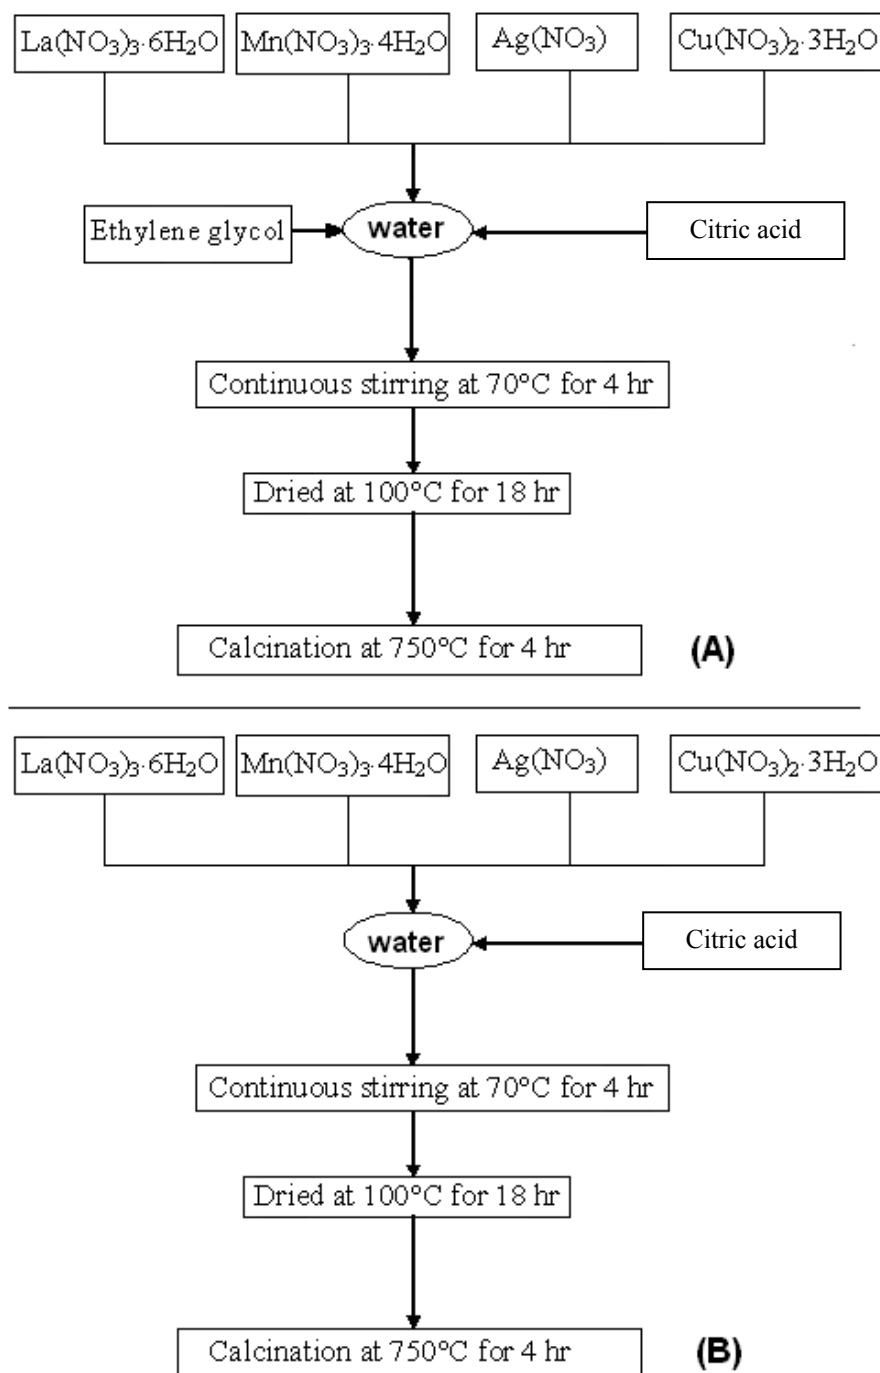 La(NO₃)₃·6H₂O
Mn(NO₃)₃·4H₂O
Ag(NO₃)
Cu(NO₃)₂·3H₂O
Ethylene glycol
water
Citric acid
Continuous stirring at 70°C for 4 hr
Dried at 100°C for 18 hr
Calcination at 750°C for 4 hr
(A)
La(NO₃)₃·6H₂O
Mn(NO₃)₃·4H₂O
Ag(NO₃)
Cu(NO₃)₂·3H₂O
water
Citric acid
Continuous stirring at 70°C for 4 hr
Dried at 100°C for 18 hr
Calcination at 750°C for 4 hr
(B)